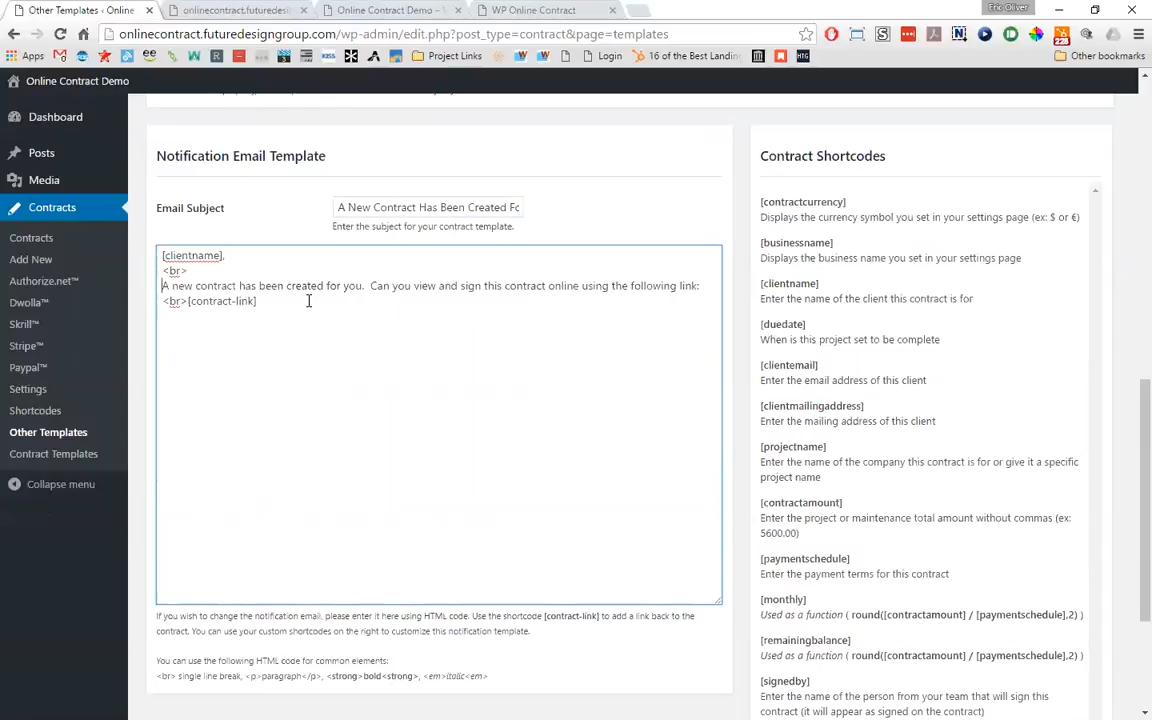 Eric Oliver
Other Templates ‹ Online
onlinecontract.futuredesi
Online Contract Demo –
WP Online Contract
onlinecontract.futuredesigngroup.com/wp-admin/edit.php?post_type=contract&page=templates
Apps
Project Links
Login
16 of the Best Landin
Other bookmarks
Online Contract Demo
Dashboard
Posts
Media
Contracts
Contracts
Add New
Authorize.net™
Dwolla™
Skrill™
Stripe™
Paypal™
Settings
Shortcodes
Other Templates
Contract Templates
Collapse menu
Notification Email Template
Email Subject
A New Contract Has Been Created Fo
Enter the subject for your contract template.
[clientname],
<br>
A new contract has been created for you.  Can you view and sign this contract online using the following link:
<br>[contract-link]
If you wish to change the notification email, please enter it here using HTML code. Use the shortcode [contract-link] to add a link back to the
contract. You can use your custom shortcodes on the right to customize this notification template.
You can use the following HTML code for common elements:
<br> single line break, <p>paragraph</p>, <strong>bold<strong>, <em>italic<em>
Contract Shortcodes
[contractcurrency]
Displays the currency symbol you set in your settings page (ex: $ or €)
[businessname]
Displays the business name you set in your settings page
[clientname]
Enter the name of the client this contract is for
[duedate]
When is this project set to be complete
[clientemail]
Enter the email address of this client
[clientmailingaddress]
Enter the mailing address of this client
[projectname]
Enter the name of the company this contract is for or give it a specific
project name
[contractamount]
Enter the project or maintenance total amount without commas (ex:
5600.00)
[paymentschedule]
Enter the payment terms for this contract
[monthly]
Used as a function ( round([contractamount] / [paymentschedule],2) )
[remainingbalance]
Used as a function ( round([contractamount] / [paymentschedule],2) )
[signedby]
Enter the name of the person from your team that will sign this
contract (it will appear as signed on the contract)